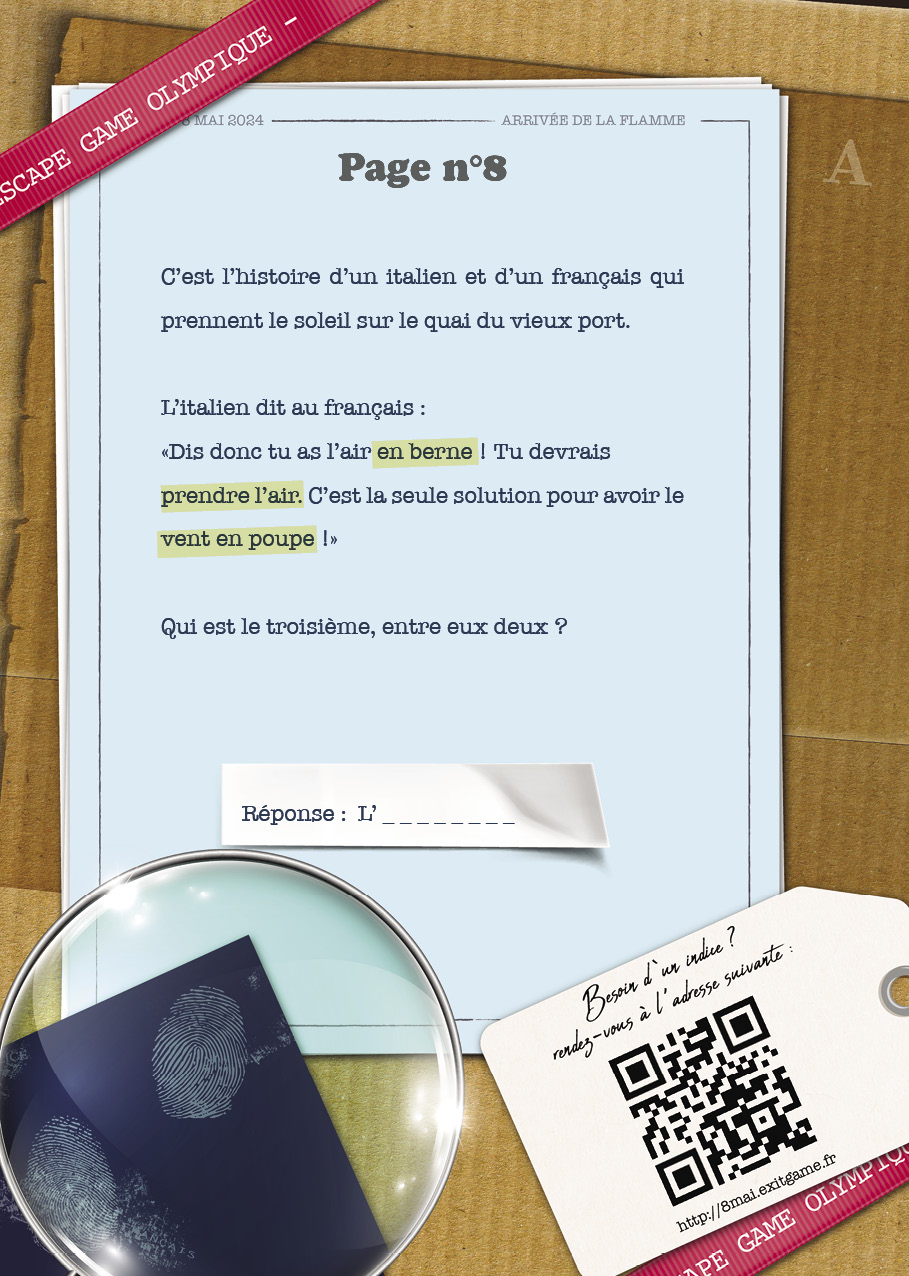 ESCAPE GAME OLYMPIQUE -
8 MAI 2024 ARRIVÉE DE LA FLAMME
A
Page n°8
C'est l'histoire d'un italien et d'un français qui
prennent le soleil sur le quai du vieux port.
L'italien dit au français :
«Dis donc tu as l'air en berne ! Tu devrais
prendre l'air. C'est la seule solution pour avoir le
vent en poupe !»
Qui est le troisième, entre eux deux ?
Réponse : L'_ _ _ _ _ _ _ _
Besoin d`un indice ?
rendez-vous à l'adresse suivante :
http://8mai.exitgame.fr
APE GAME OLYMPIQU